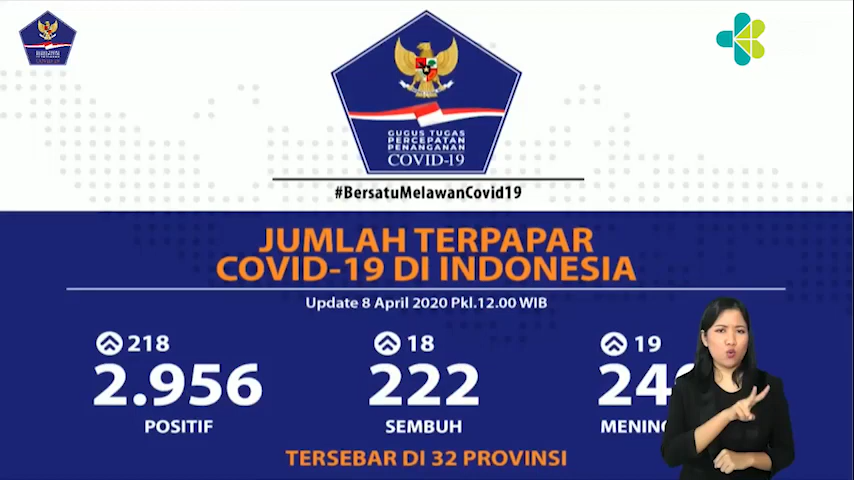 GUGUS TUGAS
PERCEPATAN
PENANGANAN
COVID-19
#BersatuMelawanCovid19
JUMLAH TERPAPAR
COVID-19 DI INDONESIA
Update 8 April 2020 Pkl.12.00 WIB
218 18 19
2.956 222
POSITIF SEMBUH
TERSEBAR DI 32 PROVINSI